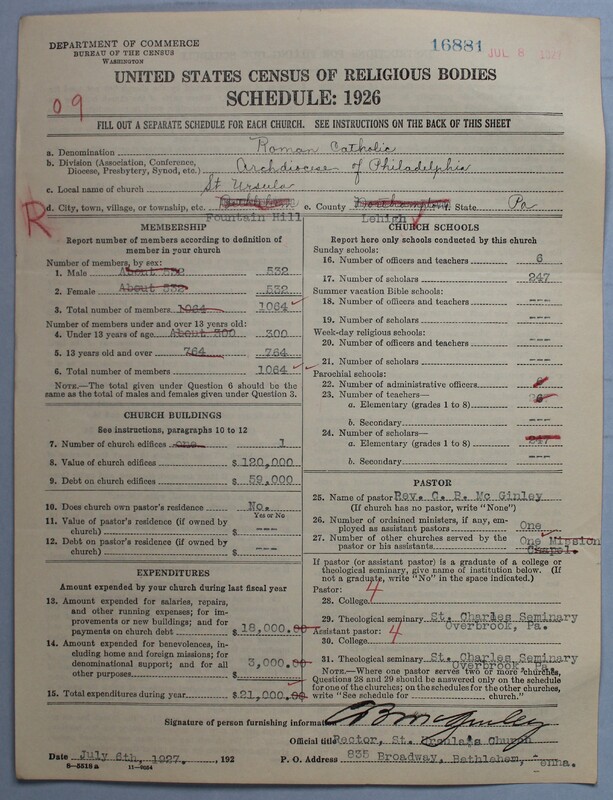 DEPARTMENT OF COMMERCE
BUREAU OF THE CENSUS
WASHINGTON
16881
JUL 8 1927
UNITED STATES CENSUS OF RELIGIOUS BODIES
SCHEDULE: 1926
09
FILL OUT A SEPARATE SCHEDULE FOR EACH CHURCH. SEE INSTRUCTIONS ON THE BACK OF THIS SHEET
a. Denomination Roman Catholic
b. Division (Association, Conference, Diocese, Presbytery, Synod, etc.) Archdiocese of Philadelphia
c. Local name of church St Ursula
R
d. City, town, village, or township, etc. Fountain Hill e. County Northampton Lehigh f. State Pa
MEMBERSHIP
Report number of members according to definition of
member in your church
Number of members, by sex:
1. Male About 532 532
2. Female About 532 532
3. Total number of members 1064 1064
Number of members under and over 13 years old:
4. Under 13 years of age About 300 300
5. 13 years old and over 764 764
6. Total number of members 1064
NOTE.—The total given under Question 6 should be
same as the total of males and females given under Question 3.
CHURCH BUILDINGS
See instructions, paragraphs 10 to 12
7. Number of church edifices one 1
8. Value of church edifices $ 120,000
9. Debt on church edifices $ 59,000
10. Does church own pastor's residence? No.
Yes or No
11. Value of pastor's residence (if owned by
church) $ ---
12. Debt on pastor's residence (if owned by
church) $ ---
EXPENDITURES
Amount expended by your church during last fiscal year
13. Amount expended for salaries, repairs,
and other running expenses; for im-
provements or new buildings; and for
payments on church debt $ 18,000.00
14. Amount expended for benevolences, in-
cluding home and foreign missions; for
denominational support; and for all
other purposes $ 3,000.00
15. Total expenditures during year $21,000.00
CHURCH SCHOOLS
Report here only schools conducted by this church
Sunday schools:
16. Number of officers and teachers 6
17. Number of scholars 247
Summer vacation Bible schools:
18. Number of officers and teachers ---
19. Number of scholars ---
Week-day religious schools:
20. Number of officers and teachers ---
21. Number of scholars ---
Parochial schools:
22. Number of administrative officers
23. Number of teachers—
a. Elementary (grades 1 to 8)
b. Secondary
24. Number of scholars—
a. Elementary (grades 1 to 8) 247
b. Secondary
PASTOR
25. Name of pastor Rev. C. B. Mc Ginley
(If church has no pastor, write "None")
26. Number of ordained ministers, if any, em-
ployed as assistant pastors One
27. Number of other churches served by the
pastor or his assistants One Mission Chapel.
If pastor (or assistant pastor) is a graduate of a college or
theological seminary, give name of institution below. (If
not a graduate, write "No" in the space indicated.)
Pastor: 4
28. College
29. Theological seminary St. Charles Seminary
Overbrook, Pa.
Assistant pastor: 4
30. College
31. Theological seminary St. Charles Seminary
Overbrook, Pa.
NOTE.—Where one pastor serves two or more churches,
Questions 28 and 29 should be answered only on the schedule
for one of the churches; on the schedules for the other churches,
write "See schedule for church."
Signature of person furnishing information CB McGinley
Official title Rector, St. Ursula's Church
Date July 6th, 1927. , 192 P. O. Address 835 Broadway, Bethlehem, enna.
8-5518a 11-9034